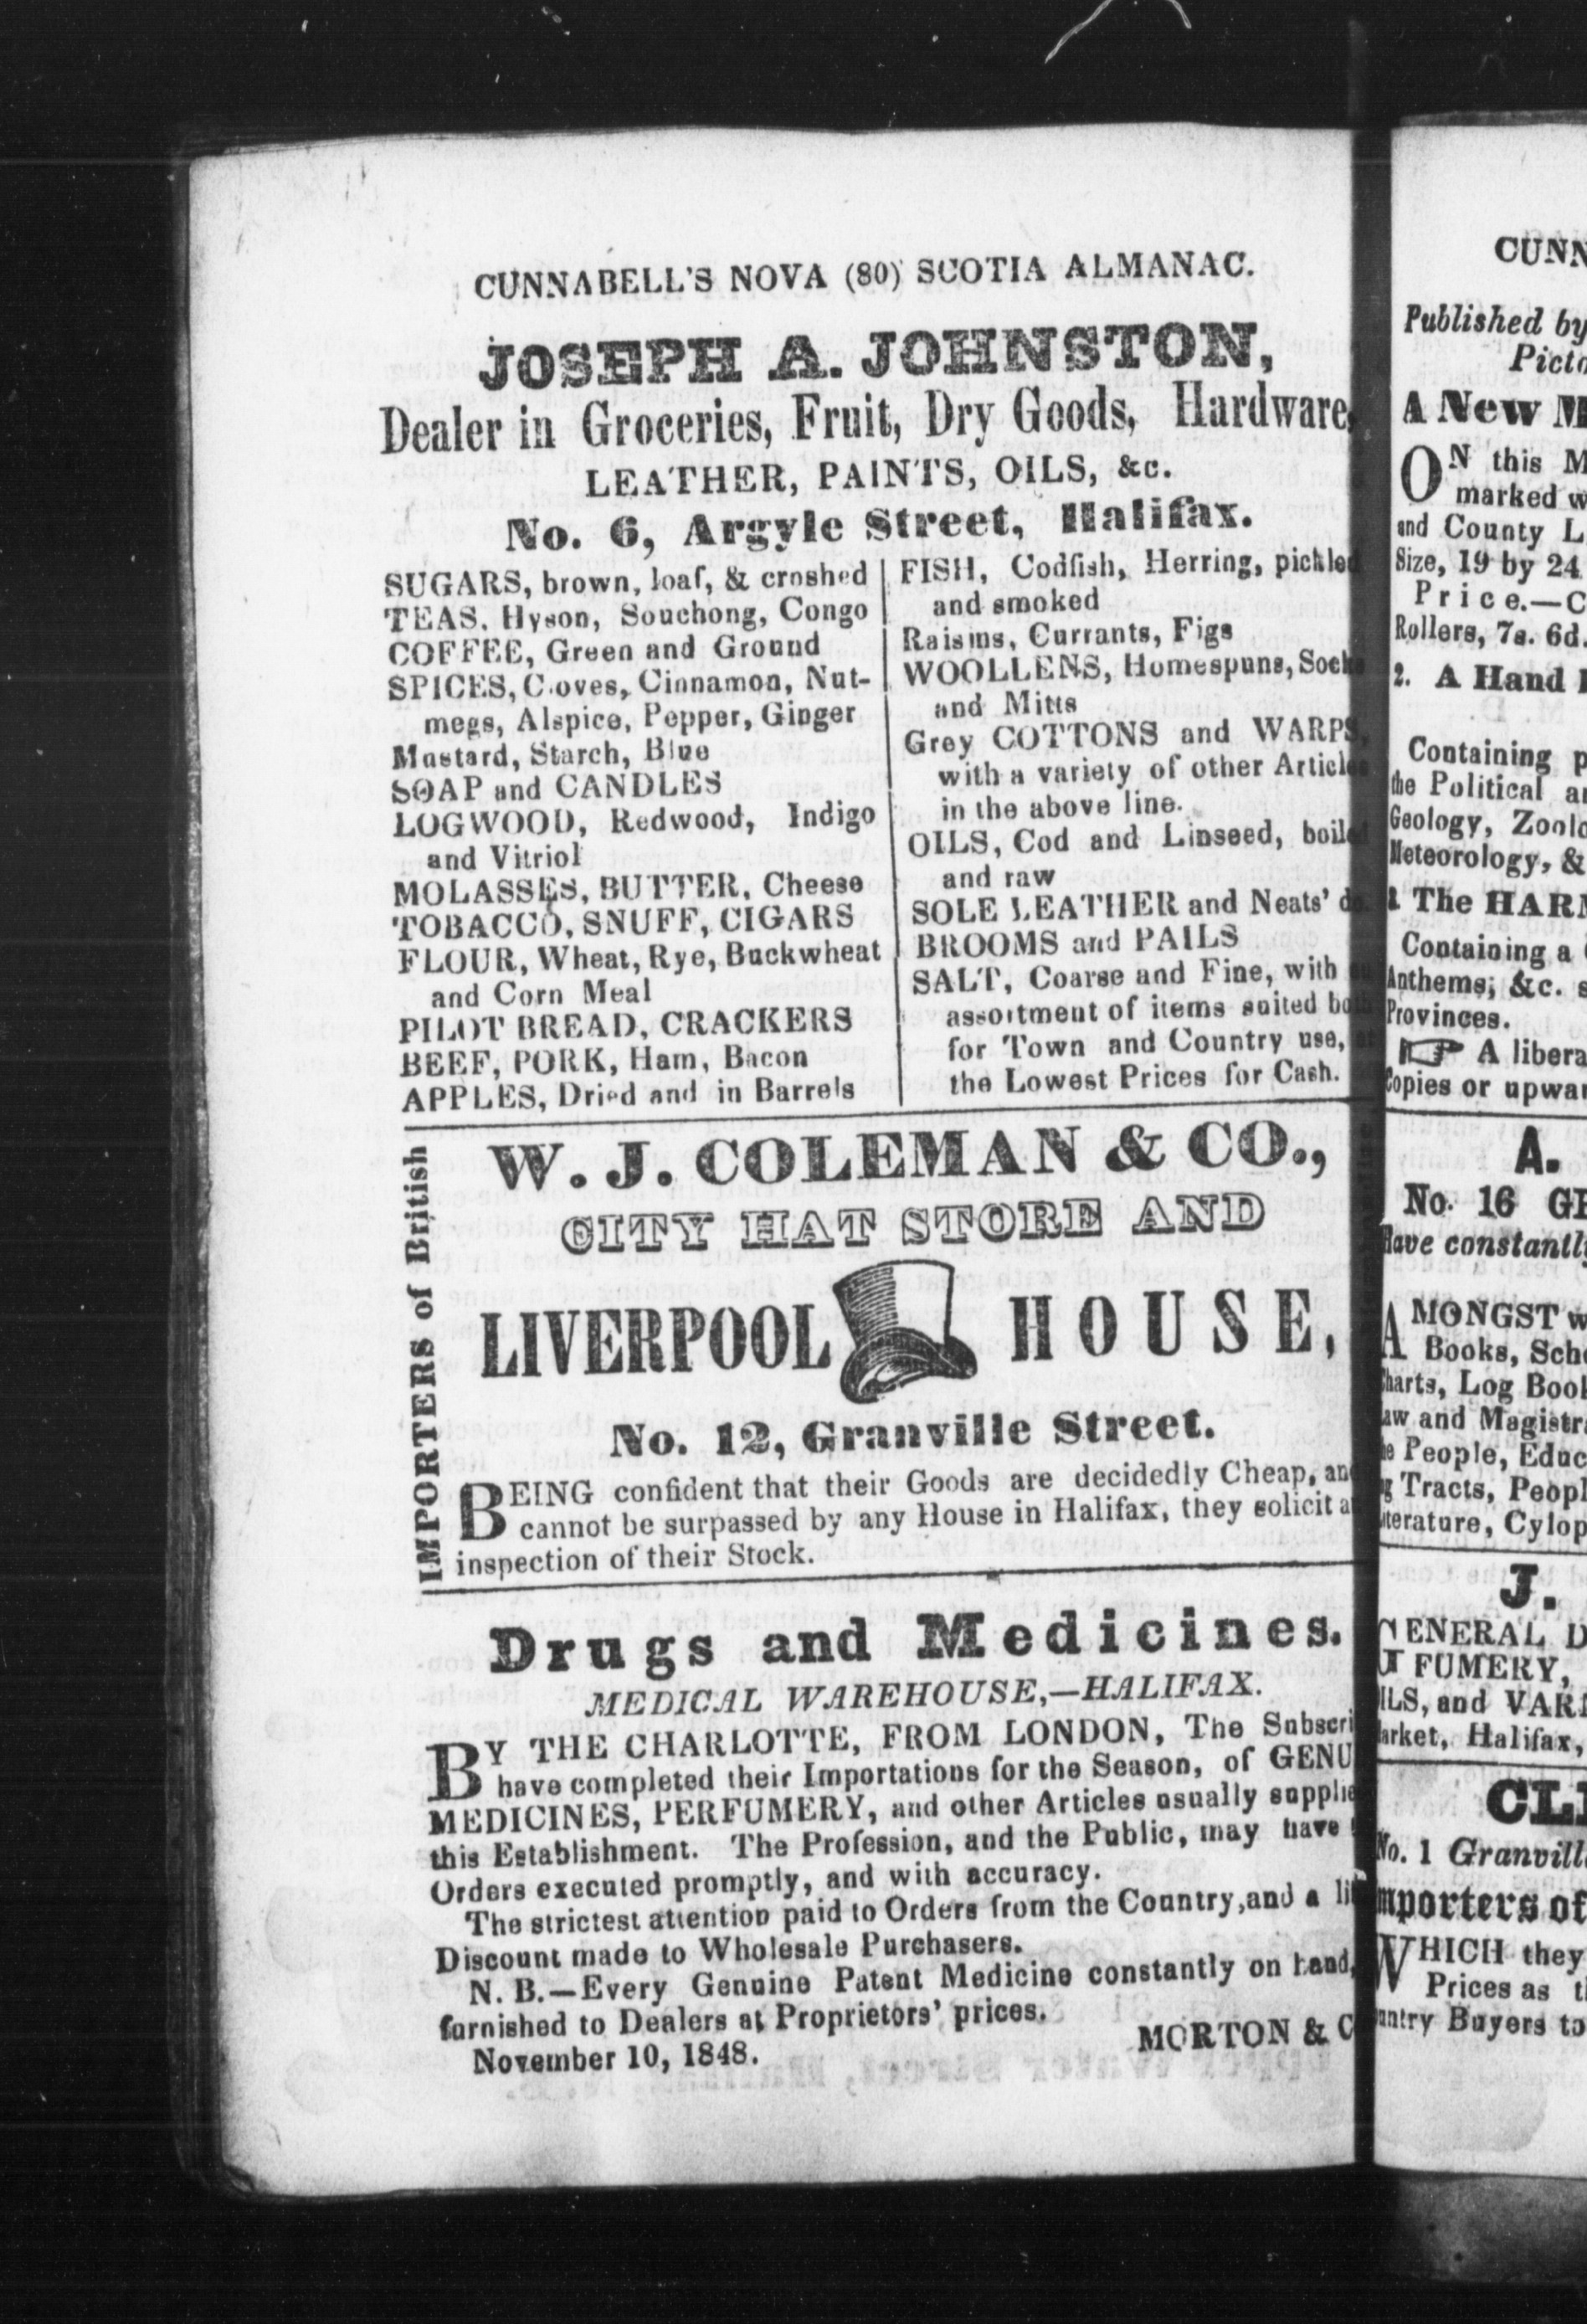 CUNNABELL'S NOVA (80) SCOTIA ALMANAC.
JOSEPH A. JOHNSTON,
Dealer in Groceries, Fruit, Dry Goods, Hardware,
LEATHER, PAINTS, OILS, &c.
No. 6, Argyle Street, Halifax.
SUGARS, brown, loaf, & crushed
TEAS, Hyson, Souchong, Congo
COFFEE, Green and Ground
SPICES, Cloves, Cinnamon, Nut-
megs, Alspice, Pepper, Ginger
Mustard, Starch, Blue
SOAP and CANDLES
LOGWOOD, Redwood, Indigo
and Vitriol
MOLASSES, BUTTER, Cheese
TOBACCO, SNUFF, CIGARS
FLOUR, Wheat, Rye, Buckwheat
and Corn Meal
PILOT BREAD, CRACKERS
BEEF, PORK, Ham, Bacon
APPLES, Dried and in Barrels
FISH, Codfish, Herring, pickled
and smoked
Raisins, Currants, Figs
WOOLLENS, Homespuns, Socks
and Mitts
Grey COTTONS and WARPS,
with a variety of other Articles
in the above line.
OILS, Cod and Linseed, boiled
and raw
SOLE LEATHER and Neats' do.
BROOMS and PAILS
SALT, Coarse and Fine, with
assortment of items suited both
for Town and Country use, at
the Lowest Prices for Cash.
IMPORTERS of British
W. J. COLEMAN & CO.,
CITY HAT STORE AND
LIVERPOOL HOUSE,
No. 12, Granville Street.
BEING confident that their Goods are decidedly Cheap, and
cannot be surpassed by any House in Halifax, they solicit a
inspection of their Stock.
Drugs and Medicines.
MEDICAL WAREHOUSE,—HALIFAX.
BY THE CHARLOTTE, FROM LONDON, The Subscri
have completed their Importations for the Season, of GENU
MEDICINES, PERFUMERY, and other Articles usually supplie
this Establishment. The Profession, and the Public, may have
Orders executed promptly, and with accuracy.
The strictest attention paid to Orders from the Country, and a li
Discount made to Wholesale Purchasers.
N. B.—Every Genuine Patent Medicine constantly on hand,
furnished to Dealers at Proprietors' prices.
MORTON & C
November 10, 1848.
CUNN
Published by
Picto
A New M
ON this M
marked w
and County L
Size, 19 by 24
Price.—C
Rollers, 7s. 6d.
2. A Hand
Containing p
the Political a
Geology, Zoolo
Meteorology, &
The HARM
Containing a
Anthems, &c. s
Provinces.
A libera
Copies or upwar
A.
No. 16 G
Have constantly
AMONGST w
Books, Sch
Charts, Log Book
Law and Magistr
People, Educ
Tracts, Peopl
Literature, Cylop
J.
GENERAL D
FUMERY,
ILS, and VAR
arket, Halifax,
CL
No. 1 Granvill
mporters of
WHICH they
Prices as t
untry Buyers to